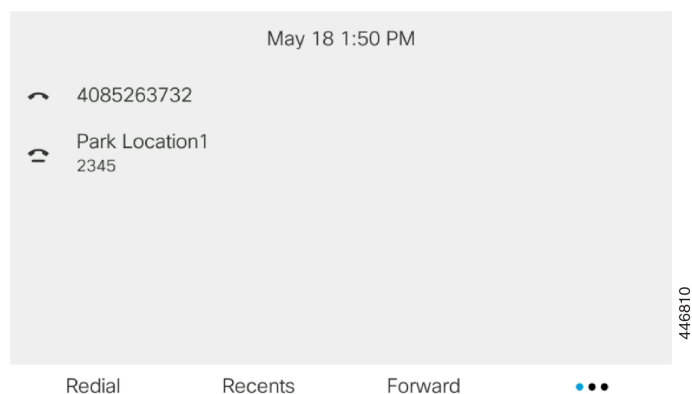 May 18 1:50 PM
4085263732
Park Location1
2345
446810
Redial Recents Forward